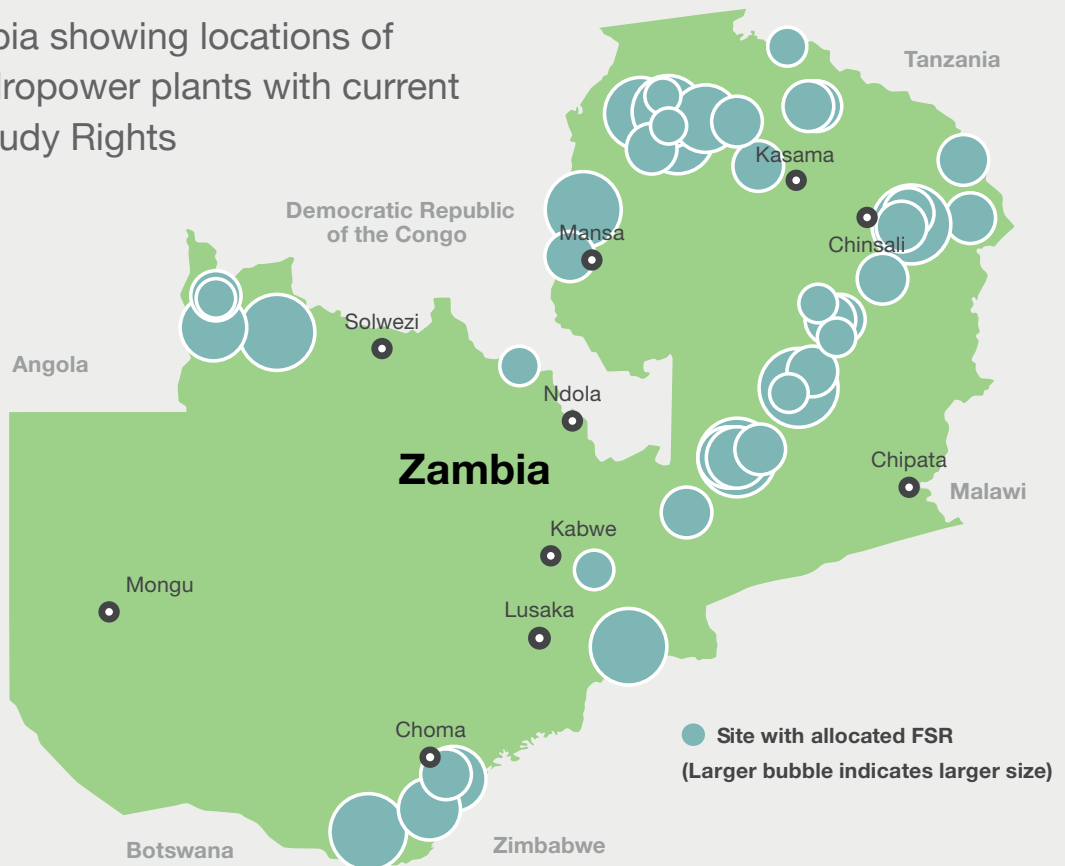 bia showing locations of
dropower plants with current
udy Rights
Tanzania
Kasama
Democratic Republic
of the Congo
Mansa
Chinsali
Solwezi
Angola
Ndola
Zambia
Chipata
Malawi
Kabwe
Mongu
Lusaka
Choma
Site with allocated FSR
(Larger bubble indicates larger size)
Botswana
Zimbabwe